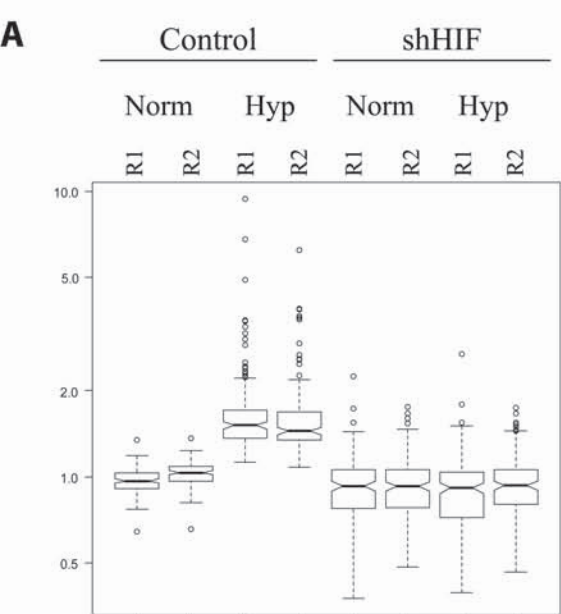 A
Control shHIF
Norm Hyp Norm Hyp
R1 R2 R1 R2 R1 R2 R1 R2
10.0
5.0
2.0
1.0
0.5